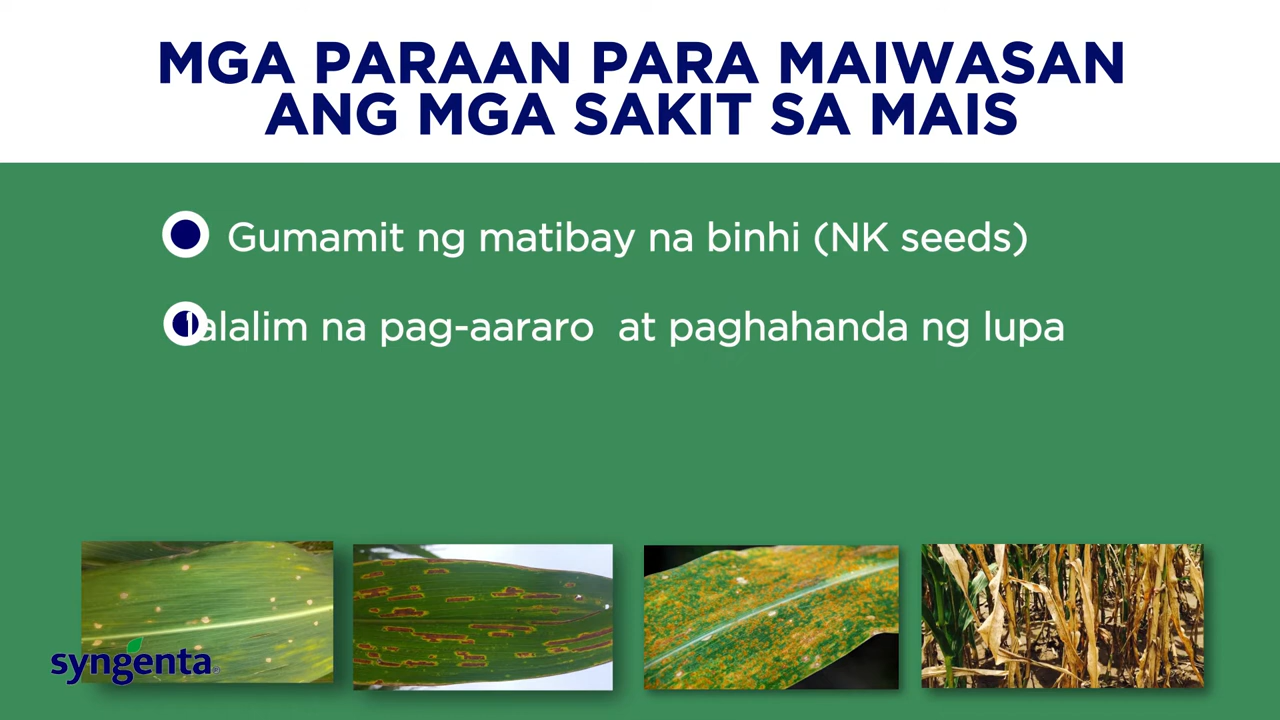 MGA PARAAN PARA MAIWASAN
ANG MGA SAKIT SA MAIS
Gumamit ng matibay na binhi (NK seeds)
na pag-aararo at paghahanda ng lupa
syngenta